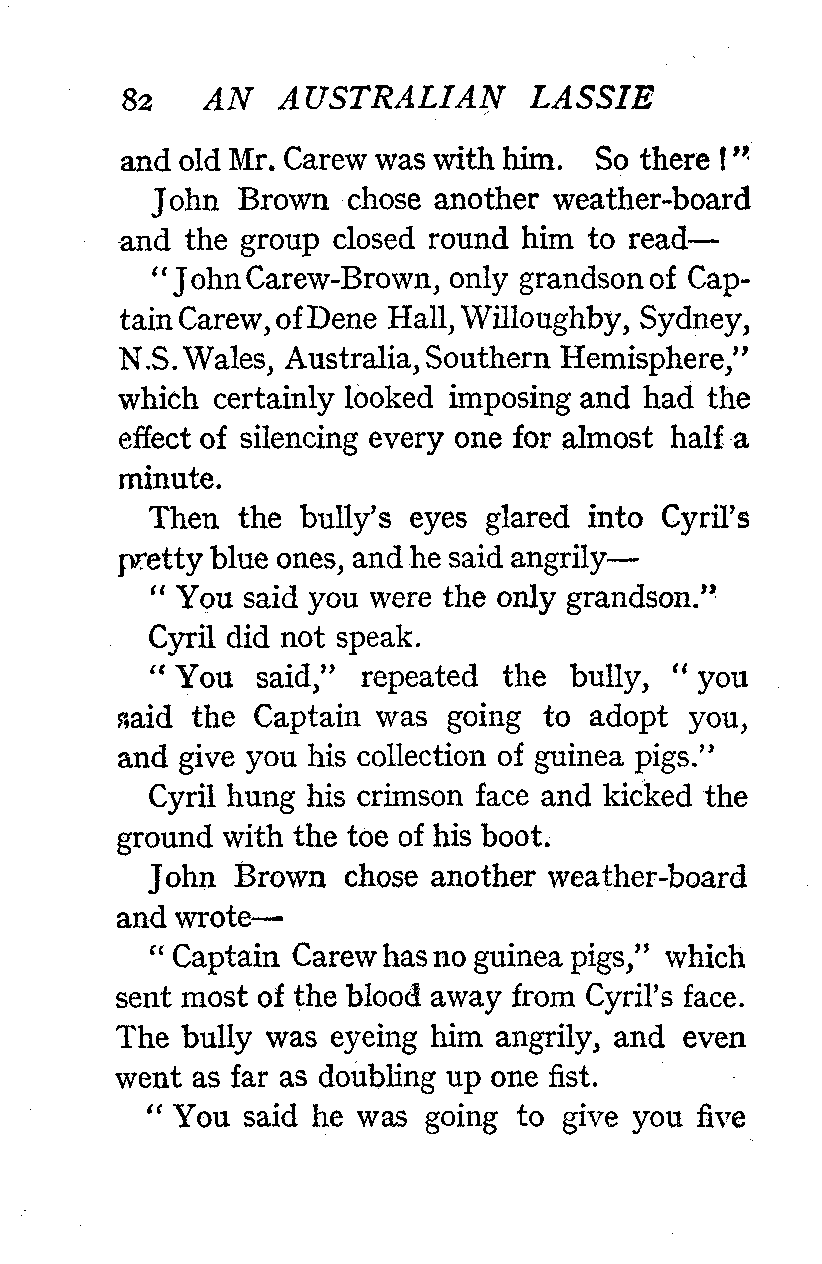 82 AN AUSTRALIAN LASSIE
and old Mr. Carew was with him. So there !"
John Brown chose another weather-board
and the group closed round him to read—
"John Carew-Brown, only grandson of Cap-
tain Carew, of Dene Hall, Willoughby, Sydney,
N.S. Wales, Australia, Southern Hemisphere,"
which certainly looked imposing and had the
effect of silencing every one for almost half a
minute.
Then the bully's eyes glared into Cyril's
pretty blue ones, and he said angrily—
" You said you were the only grandson."
Cyril did not speak.
" You said," repeated the bully, " you
said the Captain was going to adopt you,
and give you his collection of guinea pigs."
Cyril hung his crimson face and kicked the
ground with the toe of his boot.
John Brown chose another weather-board
and wrote—
" Captain Carew has no guinea pigs," which
sent most of the blood away from Cyril's face.
The bully was eyeing him angrily, and even
went as far as doubling up one fist.
" You said he was going to give you five